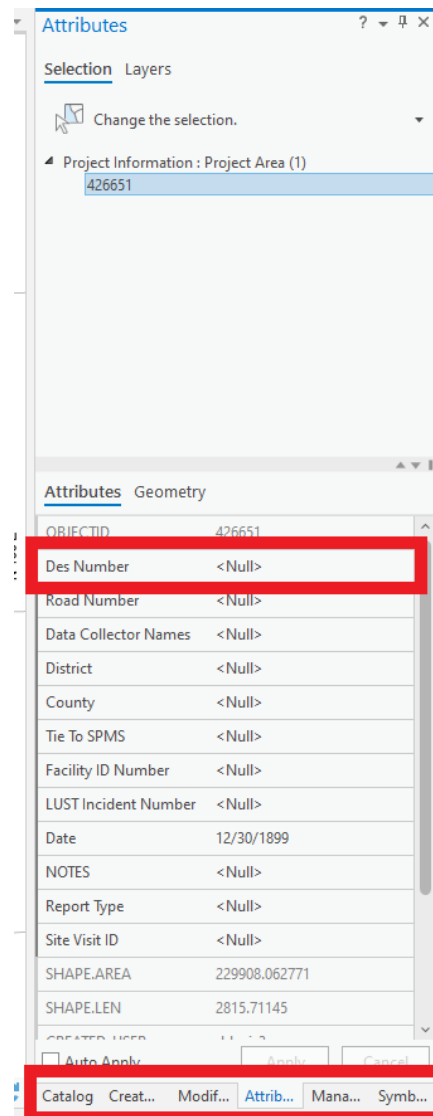 Attributes ?
Selection Layers
Change the selection.
Project Information : Project Area (1)
426651
Attributes Geometry
OBJECTID 426651
Des Number <Null>
Road Number <Null>
Data Collector Names <Null>
District <Null>
County <Null>
Tie To SPMS <Null>
Facility ID Number <Null>
LUST Incident Number <Null>
Date 12/30/1899
NOTES <Null>
Report Type <Null>
Site Visit ID <Null>
SHAPE.AREA 229908.062771
SHAPE.LEN 2815.71145
CREATED_USER
Auto Apply Apply Cancel
Catalog Creat... Modif... Attrib... Mana... Symb...